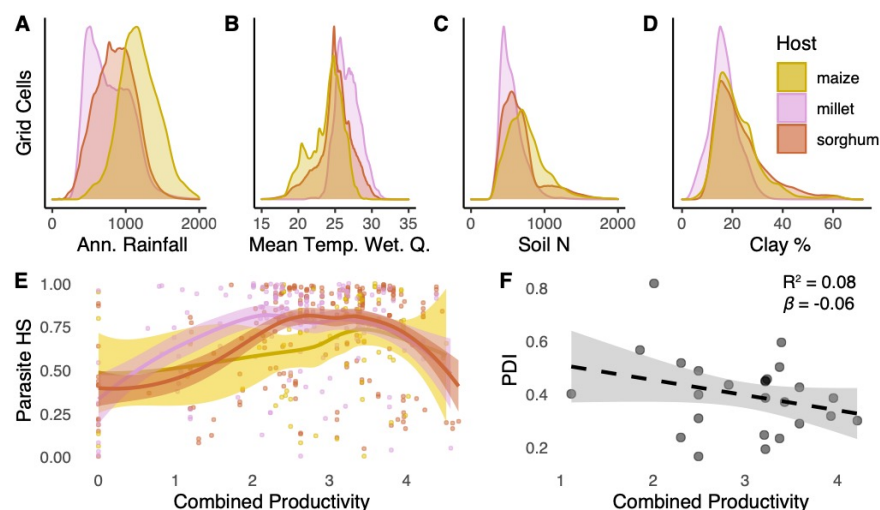 A
B
C
D
Grid Cells
Host
maize
millet
sorghum
0 1000 2000
15 20 25 30 35
0 1000 2000
0 20 40 60
Ann. Rainfall
Mean Temp. Wet. Q.
Soil N
Clay %
E
Parasite HS
1.00
0.75
0.50
0.25
0.00
0 1 2 3 4
Combined Productivity
F
R² = 0.08
β = -0.06
PDI
0.8
0.6
0.4
0.2
1 2 3 4
Combined Productivity